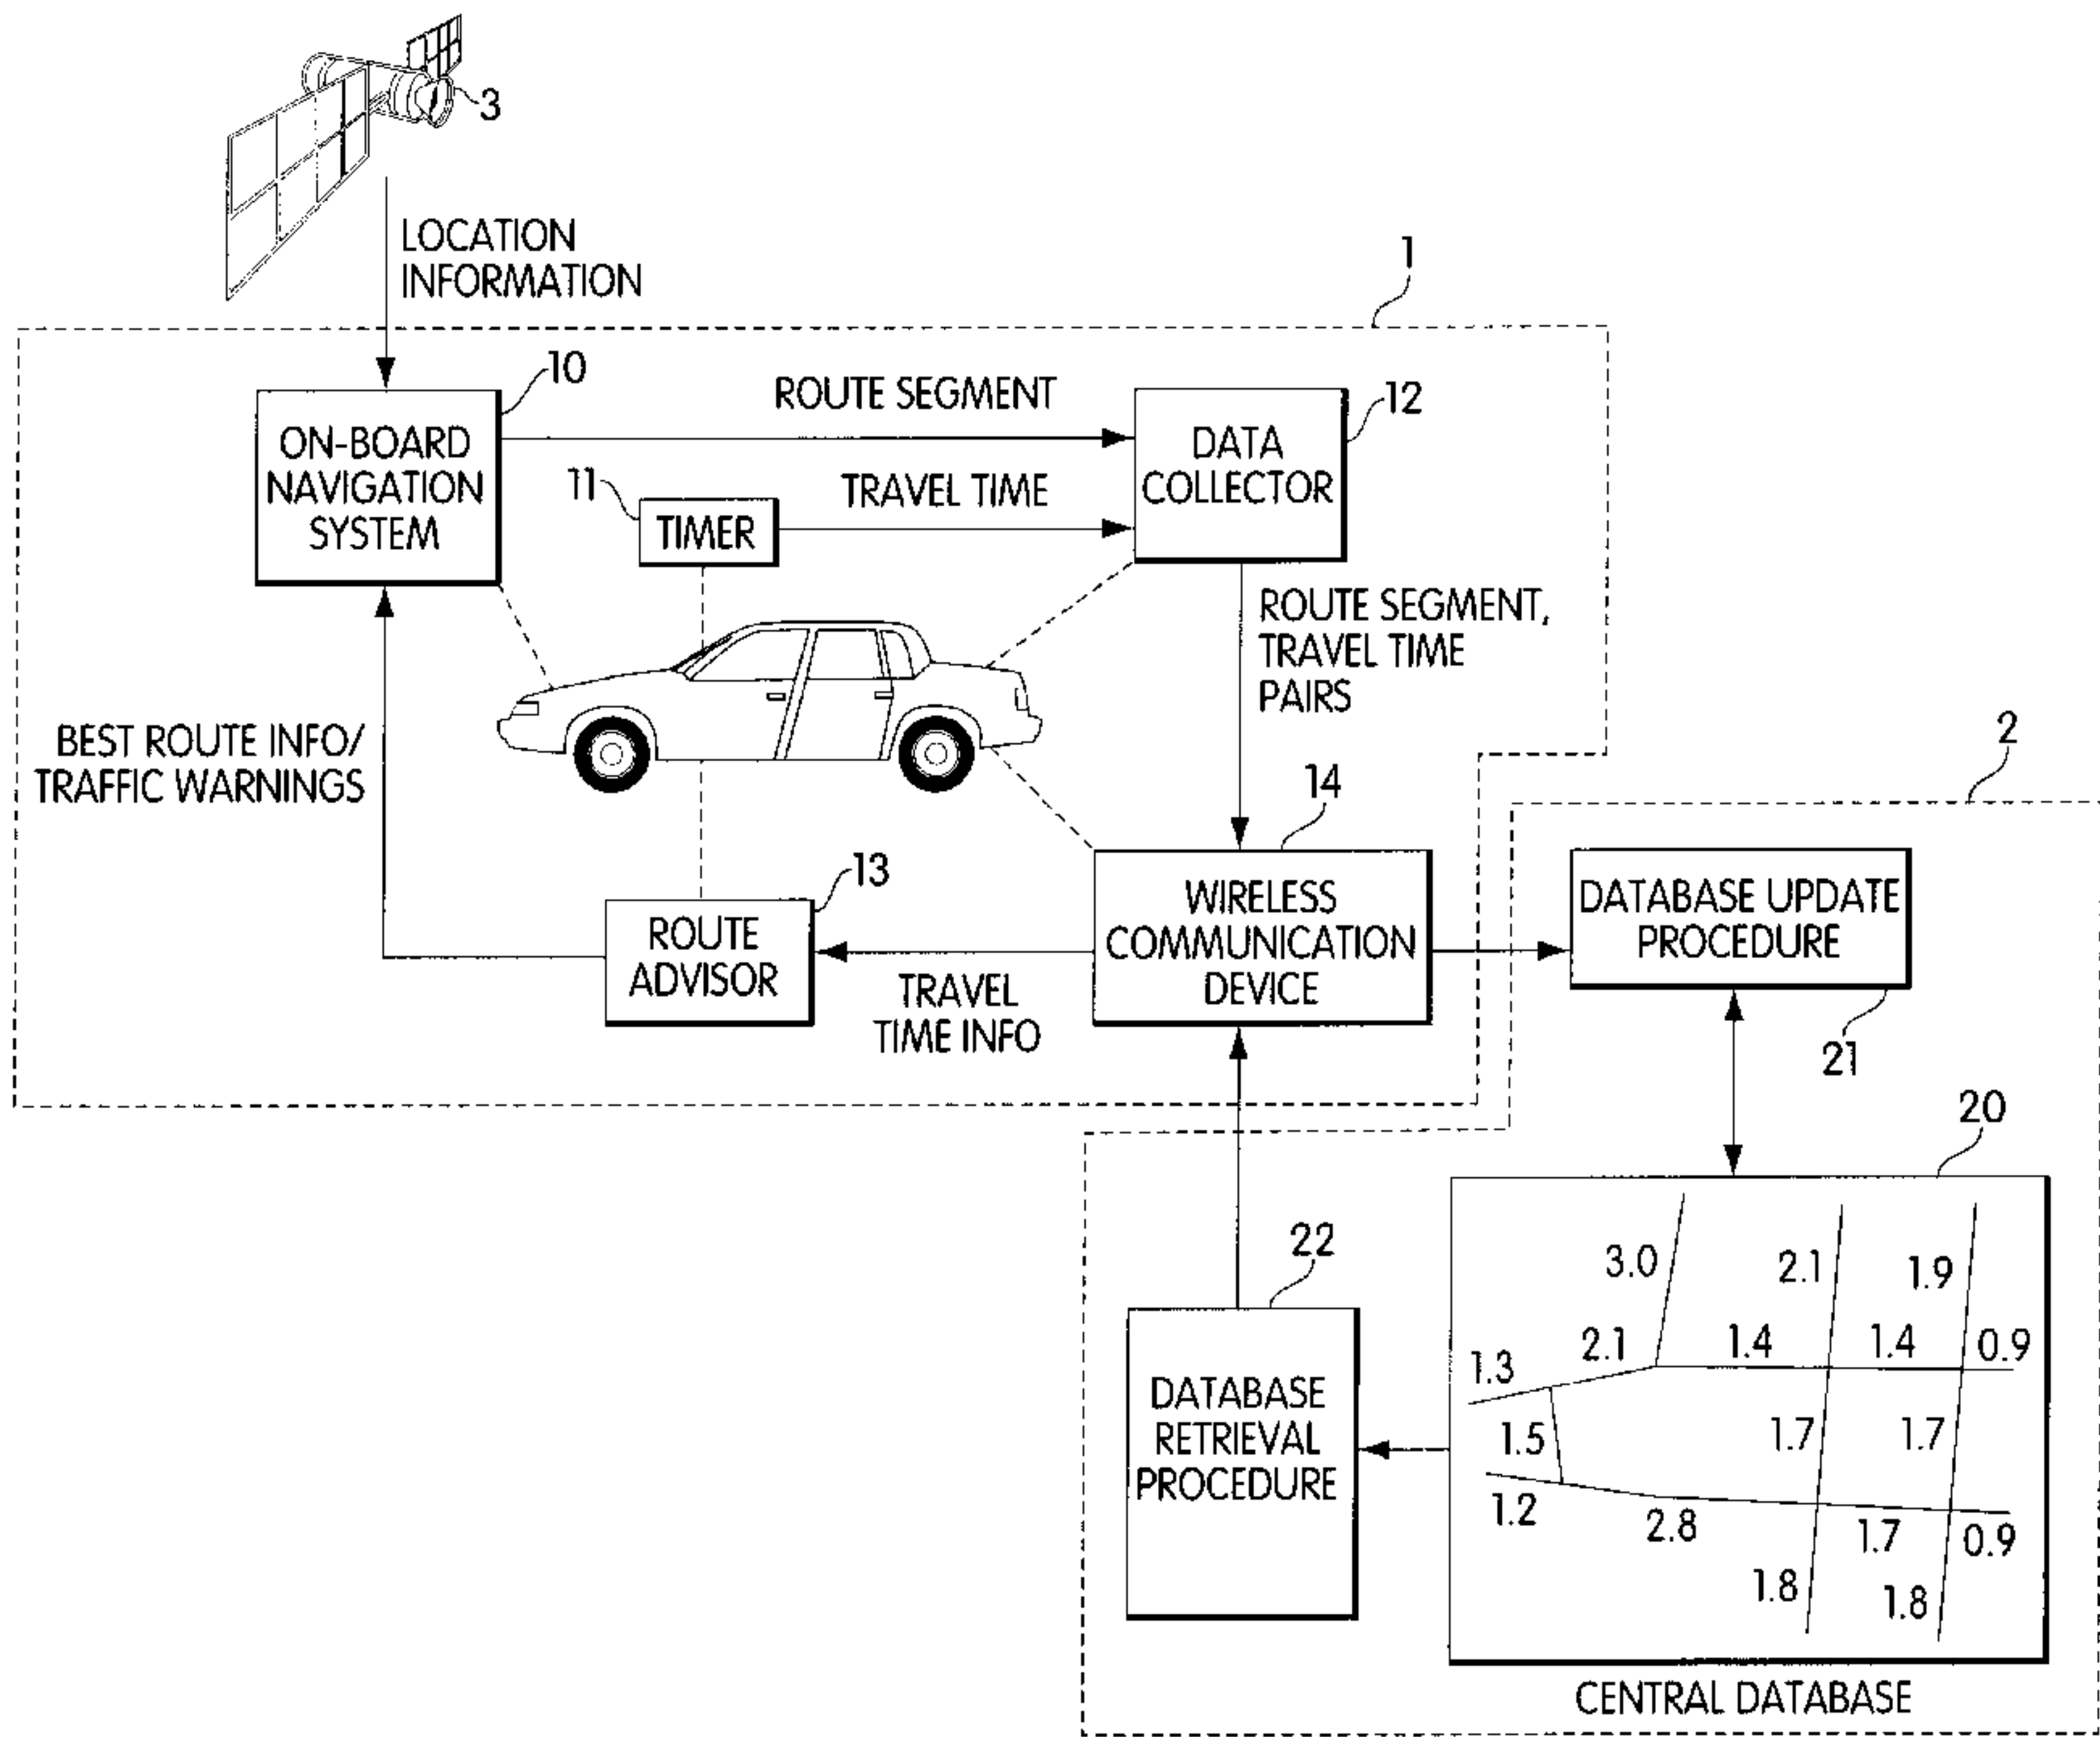 3
LOCATION
INFORMATION
1
10
ON-BOARD
NAVIGATION
SYSTEM
ROUTE SEGMENT
12
DATA
COLLECTOR
11
TIMER
TRAVEL TIME
ROUTE SEGMENT,
TRAVEL TIME
PAIRS
BEST ROUTE INFO/
TRAFFIC WARNINGS
2
14
13
ROUTE
ADVISOR
WIRELESS
COMMUNICATION
DEVICE
TRAVEL
TIME INFO
DATABASE UPDATE
PROCEDURE
21
20
22
DATABASE
RETRIEVAL
PROCEDURE
3.0
2.1
1.9
1.3
2.1
1.4
1.4
0.9
1.5
1.7
1.7
1.2
2.8
1.7
0.9
1.8
1.8
CENTRAL DATABASE